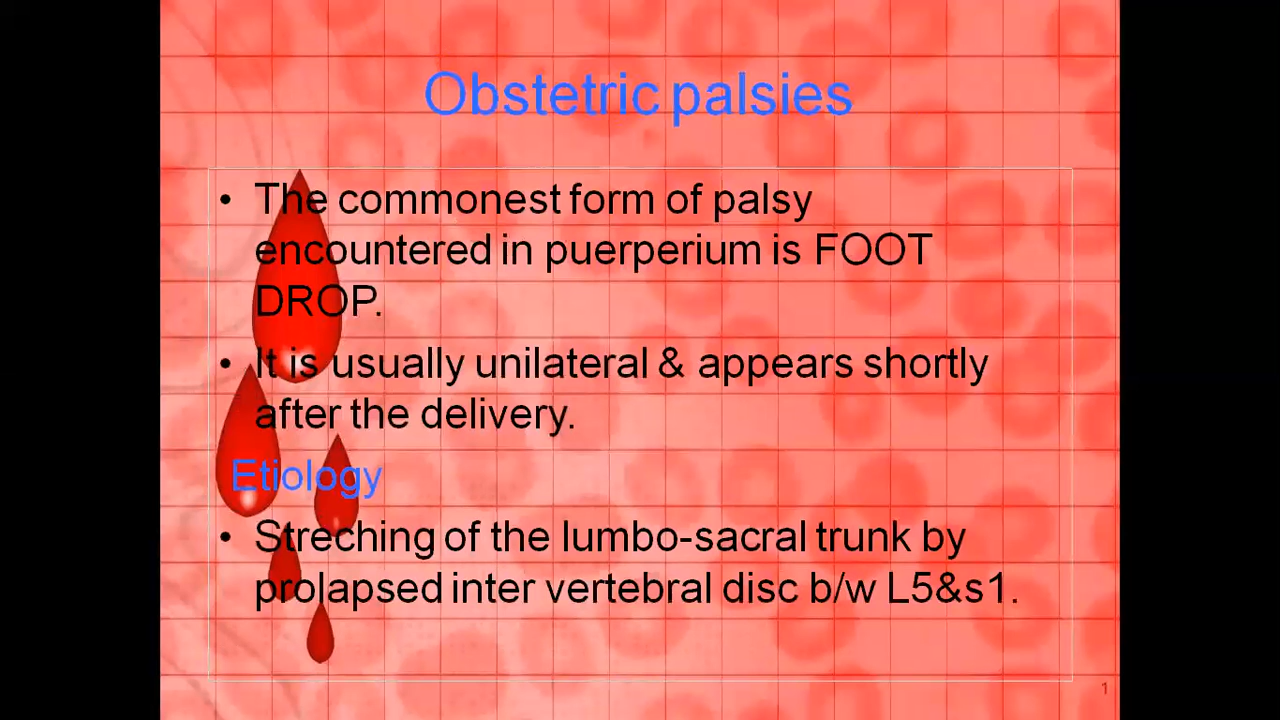 Obstetric palsies
• The commonest form of palsy
encountered in puerperium is FOOT
DROP.
• It is usually unilateral & appears shortly
after the delivery.
Etiology
• Streching of the lumbo-sacral trunk by
prolapsed inter vertebral disc b/w L5&s1.
1